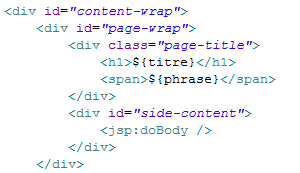 <div id="content-wrap">
<div id="page-wrap">
<div class="page-title">
<h1>${titre}</h1>
<span>${phrase}</span>
</div>
<div id="side-content">
<jsp:doBody />
</div>
</div>